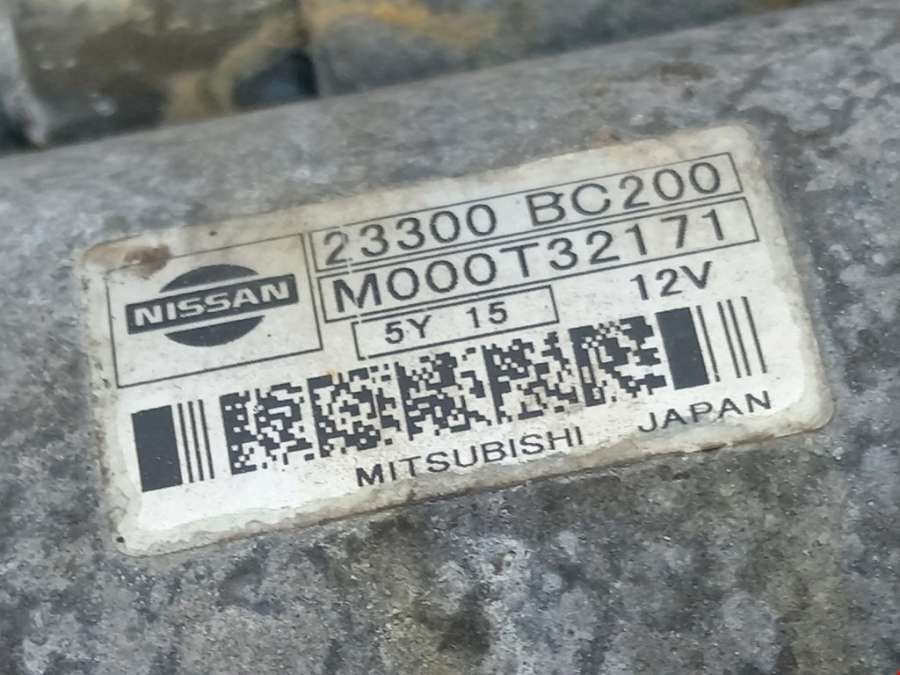 NISSAN
23300 BC200
M000T32171
5Y 15
12V
MITSUBISHI JAPAN